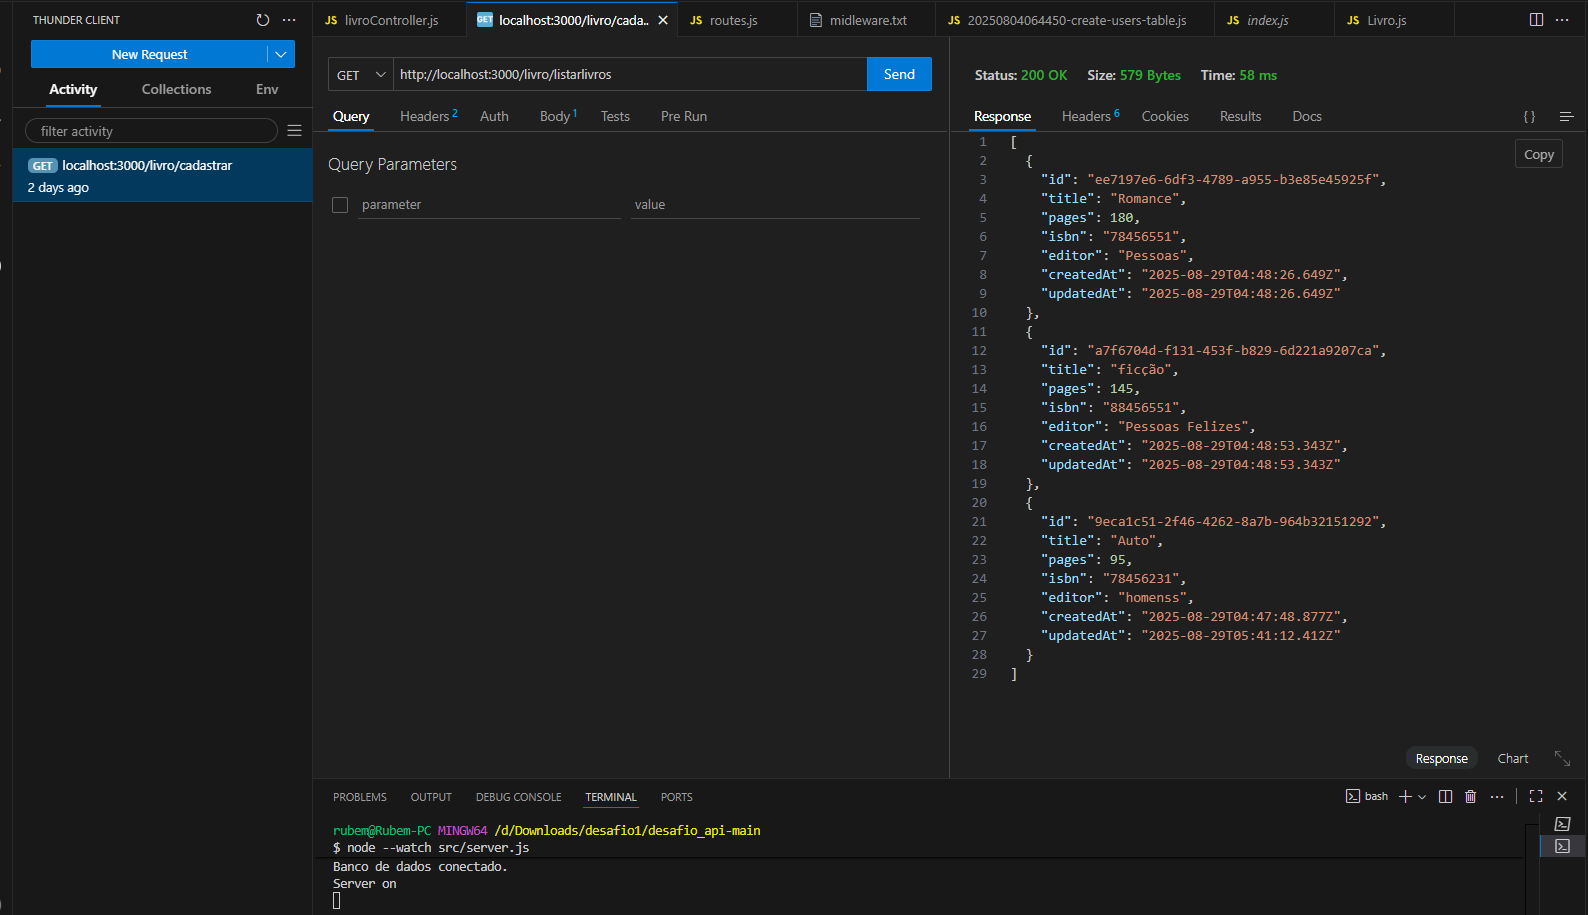 THUNDER CLIENT
New Request
Activity Collections Env
filter activity
GET localhost:3000/livro/cadastrar
2 days ago
JS livroController.js GET localhost:3000/livro/cada.. JS routes.js midleware.txt JS 20250804064450-create-users-table.js JS index.js JS Livro.js
GET http://localhost:3000/livro/listarlivros Send
Query Headers 2 Auth Body 1 Tests Pre Run
Query Parameters
parameter value
Status: 200 OK Size: 579 Bytes Time: 58 ms
Response Headers 6 Cookies Results Docs { }
Copy
1 [
2 {
3 "id": "ee7197e6-6df3-4789-a955-b3e85e45925f",
4 "title": "Romance",
5 "pages": 180,
6 "isbn": "78456551",
7 "editor": "Pessoas",
8 "createdAt": "2025-08-29T04:48:26.649Z",
9 "updatedAt": "2025-08-29T04:48:26.649Z"
10 },
11 {
12 "id": "a7f6704d-f131-453f-b829-6d221a9207ca",
13 "title": "ficção",
14 "pages": 145,
15 "isbn": "88456551",
16 "editor": "Pessoas Felizes",
17 "createdAt": "2025-08-29T04:48:53.343Z",
18 "updatedAt": "2025-08-29T04:48:53.343Z"
19 },
20 {
21 "id": "9eca1c51-2f46-4262-8a7b-964b32151292",
22 "title": "Auto",
23 "pages": 95,
24 "isbn": "78456231",
25 "editor": "homenss",
26 "createdAt": "2025-08-29T04:47:48.877Z",
27 "updatedAt": "2025-08-29T05:41:12.412Z"
28 }
29 ]
Response Chart
PROBLEMS OUTPUT DEBUG CONSOLE TERMINAL PORTS bash
rubem@Rubem-PC MINGW64 /d/Downloads/desafio1/desafio_api-main
$ node --watch src/server.js
Banco de dados conectado.
Server on